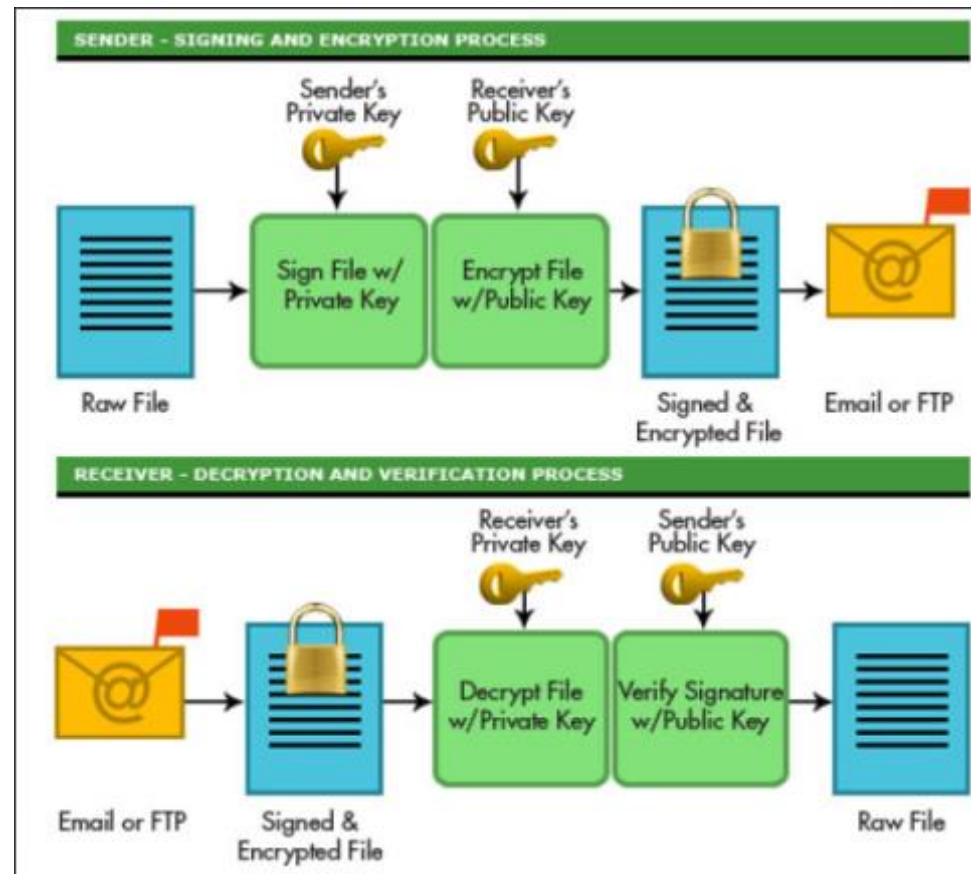 SENDER - SIGNING AND ENCRYPTION PROCESS
Sender's
Private Key
Receiver's
Public Key
Sign File w/
Private Key
Encrypt File
w/Public Key
@
Raw File
Signed &
Encrypted File
Email or FTP
RECEIVER - DECRYPTION AND VERIFICATION PROCESS
Receiver's
Private Key
Sender's
Public Key
@
Decrypt File
w/Private Key
Verify Signature
w/Public Key
Email or FTP
Signed &
Encrypted File
Raw File